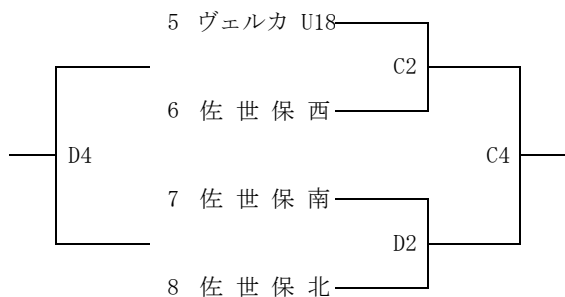 5 ヴェルカ U18
C2
6 佐 世 保 西
D4
C4
7 佐 世 保 南
D2
8 佐 世 保 北